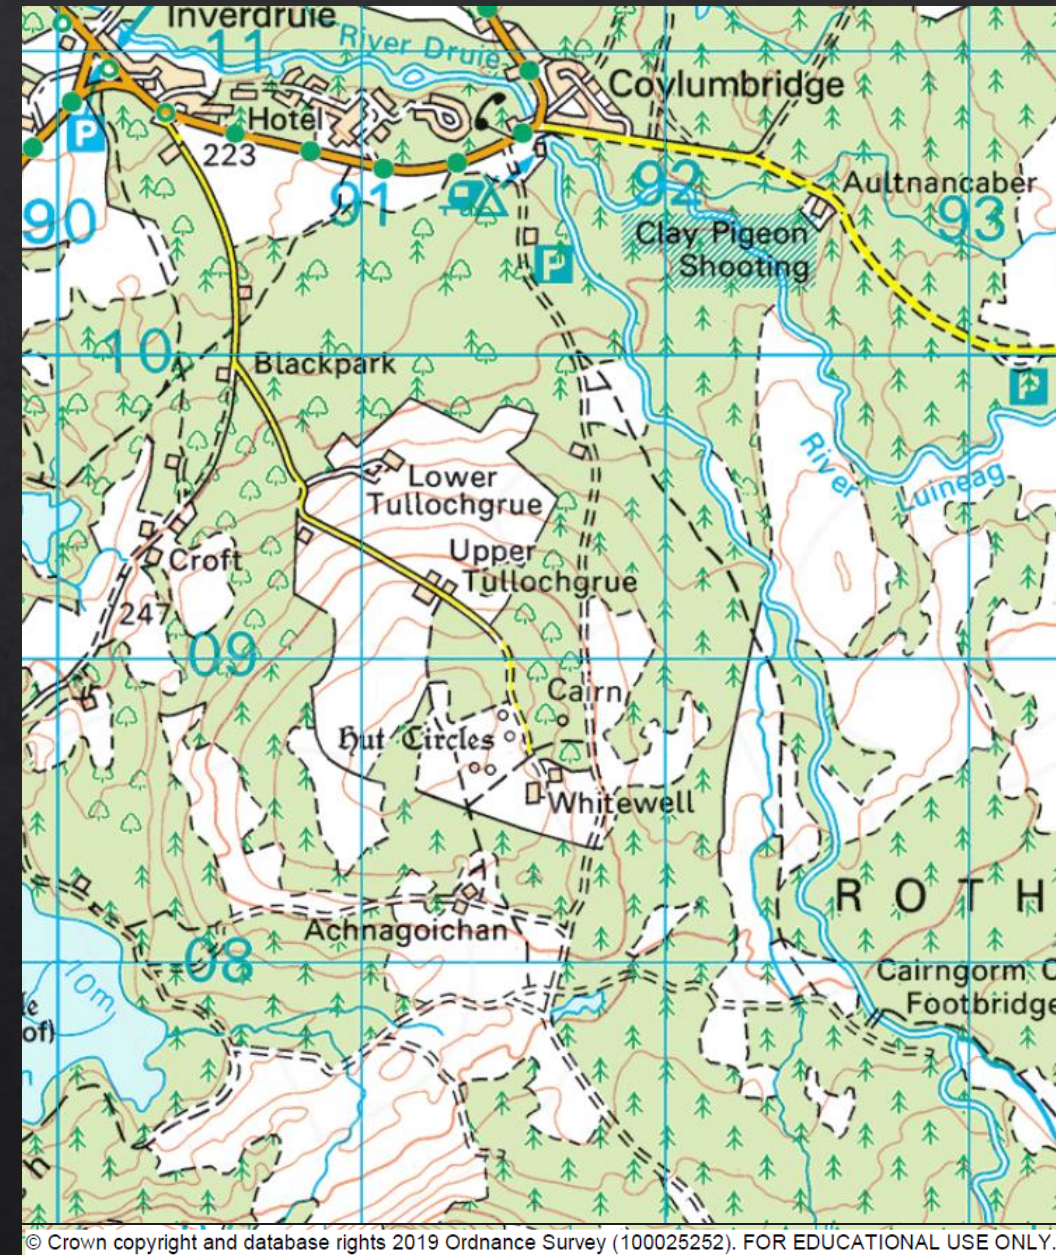 Inverdruie
11
River Druie
Coylumbridge
Hotel
P
223
90
91
92
Aultnancaber
93
Clay Pigeon
Shooting
P
10
Blackpark
P
River
Luineag
Lower
Tullochgrue
Upper
Tullochgrue
Croft
247
09
Cairn
Hut Circles
Whitewell
ROTH
Achnagoichan
08
10m
Cairngorm C
Footbridge
of)
h
© Crown copyright and database rights 2019 Ordnance Survey (100025252). FOR EDUCATIONAL USE ONLY.